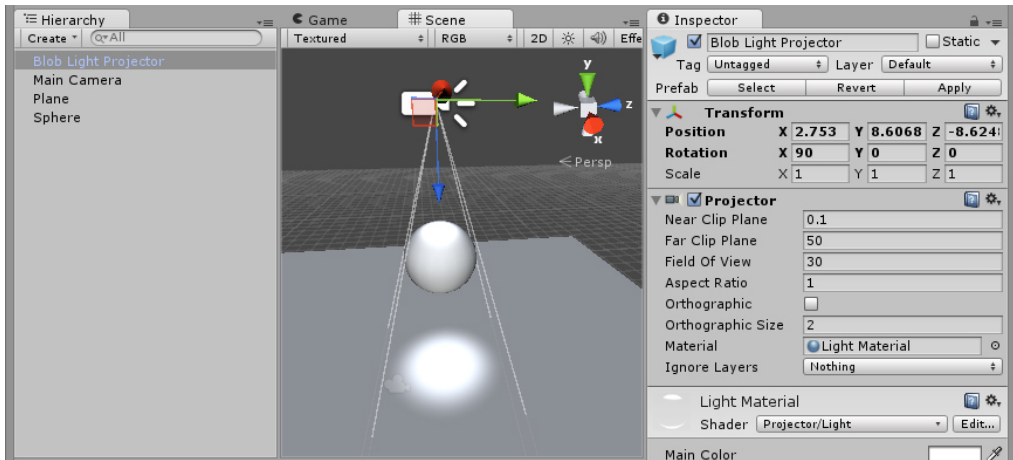 Hierarchy
Create All
Blob Light Projector
Main Camera
Plane
Sphere
Game Scene
Textured RGB 2D Effe
y
z
x
Persp
Inspector
Blob Light Projector Static
Tag Untagged Layer Default
Prefab Select Revert Apply
Transform
Position X 2.753 Y 8.6068 Z -8.624
Rotation X 90 Y 0 Z 0
Scale X 1 Y 1 Z 1
Projector
Near Clip Plane 0.1
Far Clip Plane 50
Field Of View 30
Aspect Ratio 1
Orthographic
Orthographic Size 2
Material Light Material
Ignore Layers Nothing
Light Material
Shader Projector/Light Edit...
Main Color